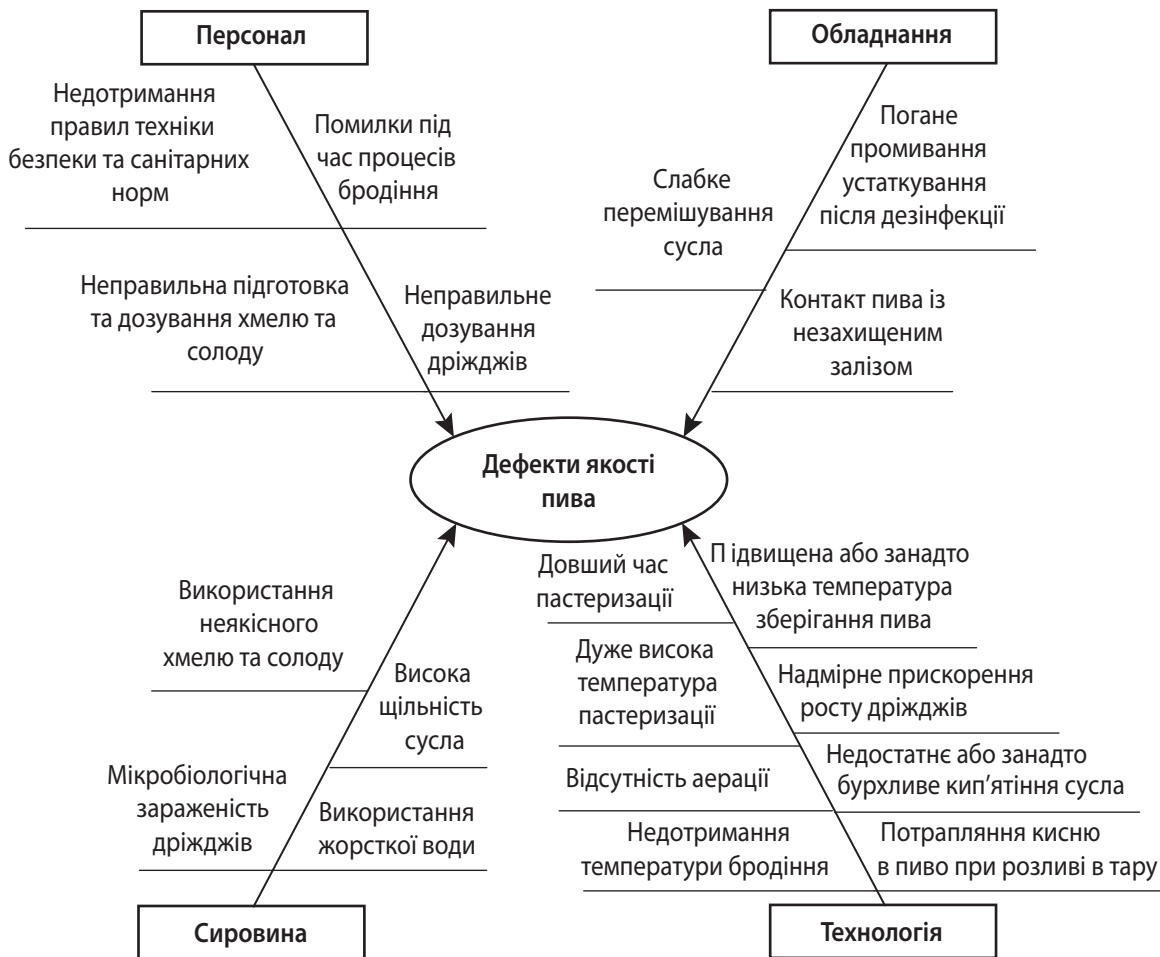 Персонал
Обладнання
Недотримання
правил техніки
безпеки та санітарних
норм
Помилки під
час процесів
бродіння
Слабке
перемішування
сусла
Погане
промивання
устаткування
після дезінфекції
Неправильна підготовка
та дозування хмелю та
солоду
Неправильне
дозування
дріжджів
Контакт пива із
незахищеним
залізом
Дефекти якості
пива
Використання
неякісного
хмелю та солоду
Висока
щільність
сусла
Мікробіологічна
зараженість
дріжджів
Використання
жорсткої води
Довший час
пастеризації
П ідвищена або занадто
низька температура
зберігання пива
Дуже висока
температура
пастеризації
Надмірне прискорення
росту дріжджів
Відсутність аерації
Недостатнє або занадто
бурхливе кип'ятіння сусла
Недотримання
температури бродіння
Потрапляння кисню
в пиво при розливі в тару
Сировина
Технологія